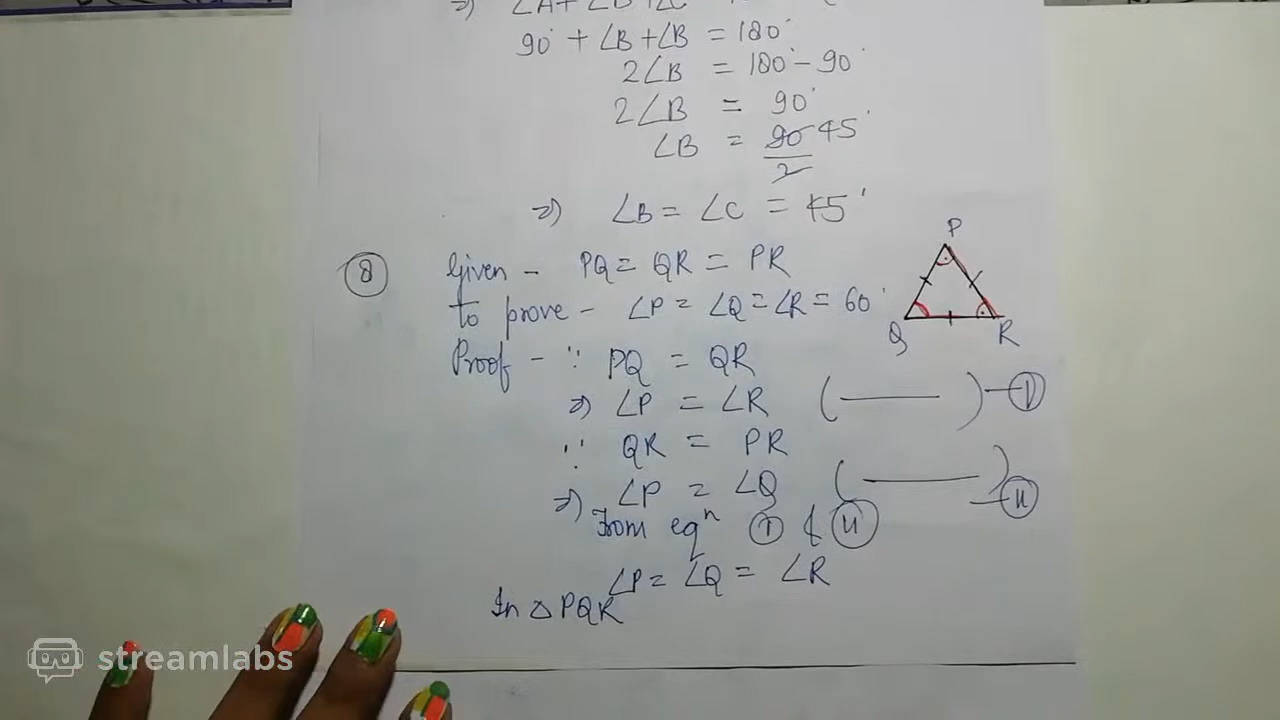 ⇒) ∠A + ∠B + ∠C
90° + ∠B + ∠B = 180°
2∠B = 180° - 90°
2∠B = 90°
∠B = 90/2 45°
⇒) ∠B = ∠C = 45°
8 Given - PQ = QR = PR
to prove - ∠P = ∠Q = ∠R = 60°
Proof - ∵ PQ = QR
⇒) ∠P = ∠R ( — ) — I
∵ QR = PR
⇒) ∠P = ∠Q ( — ) — II
From eqⁿ I & II
∠P = ∠Q = ∠R
In △ PQR
P
Q R
streamlabs